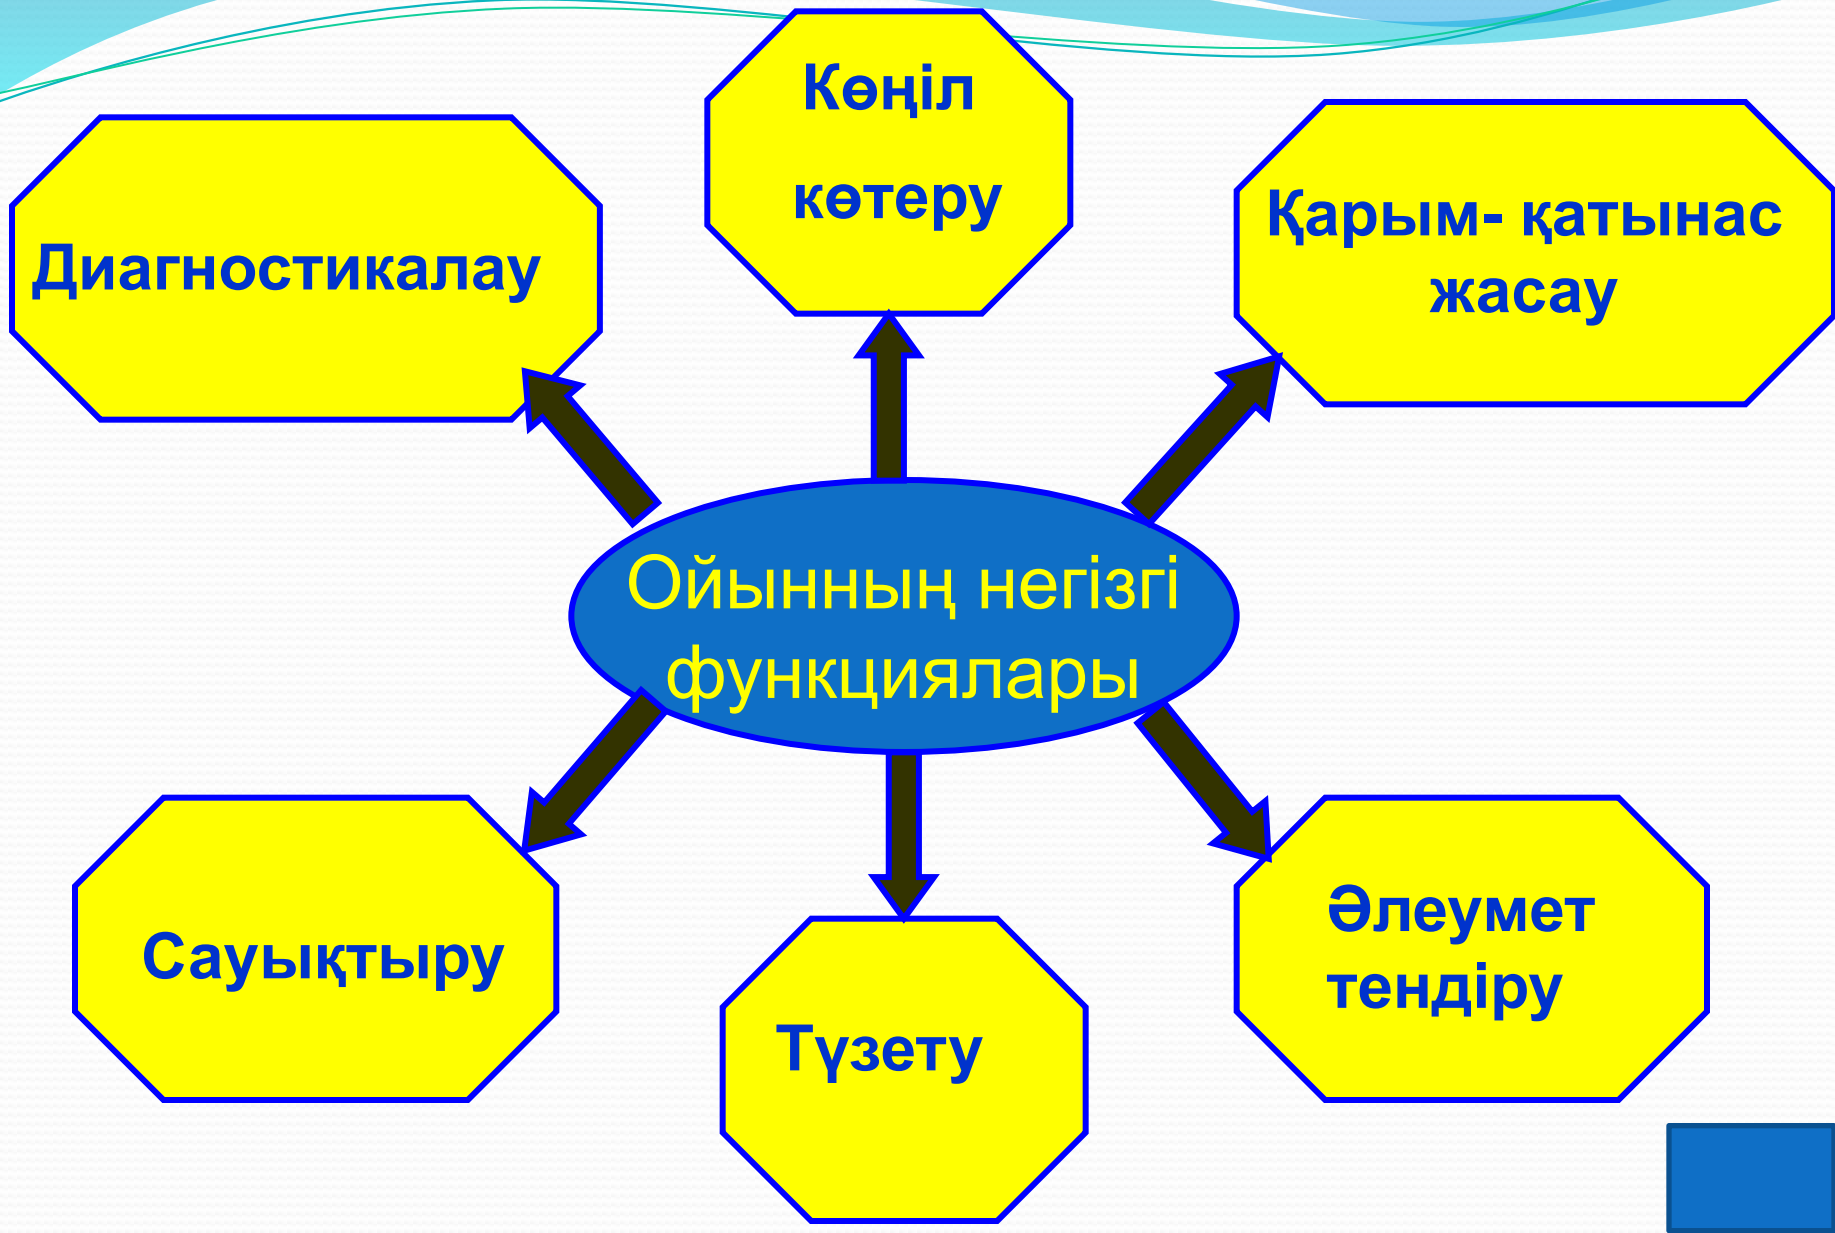 Көңіл
көтеру
Диагностикалау
Қарым- қатынас
жасау
Ойынның негізгі
функциялары
Сауықтыру
Түзету
Әлеумет
тендіру